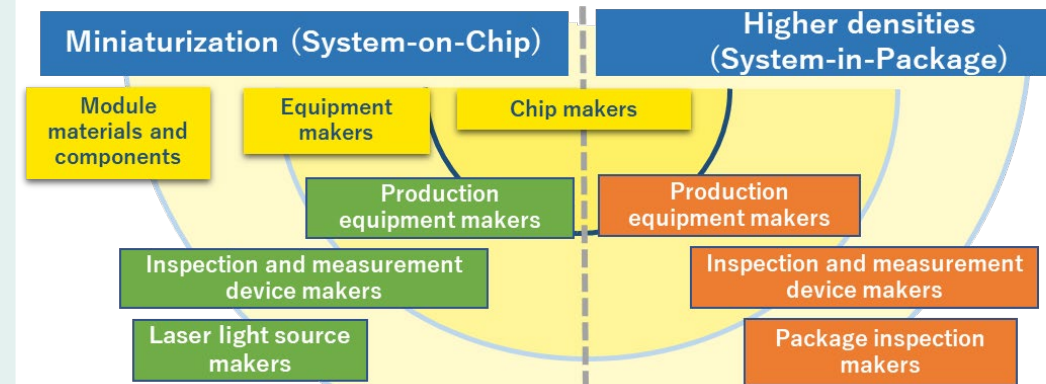 Miniaturization (System-on-Chip)
Higher densities
(System-in-Package)
Module
materials and
components
Equipment
makers
Chip makers
Production
equipment makers
Production
equipment makers
Inspection and measurement
device makers
Inspection and measurement
device makers
Laser light source
makers
Package inspection
makers